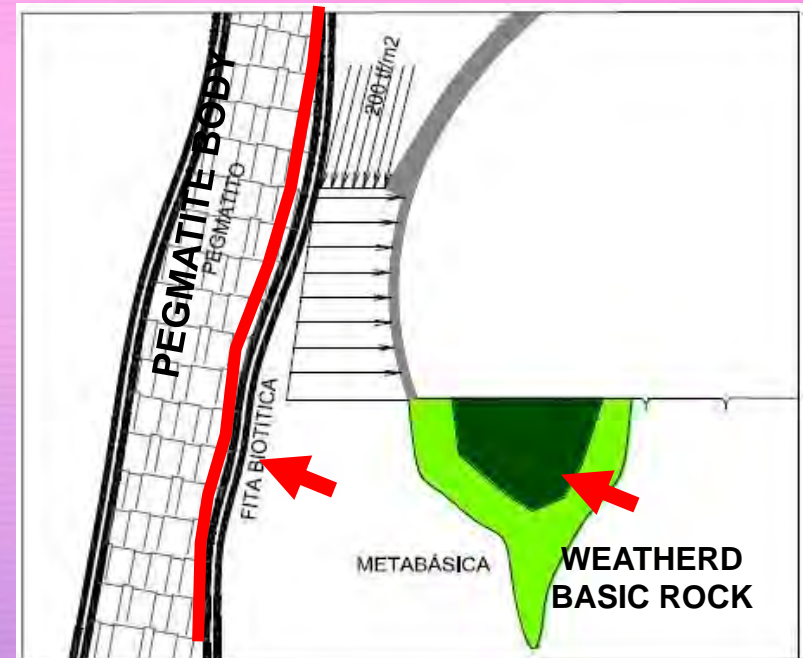 PEGMATITE BODY
PEGMATITO
200 tf/m2
FITA BIOTITICA
METABÁSICA
WEATHERD
BASIC ROCK